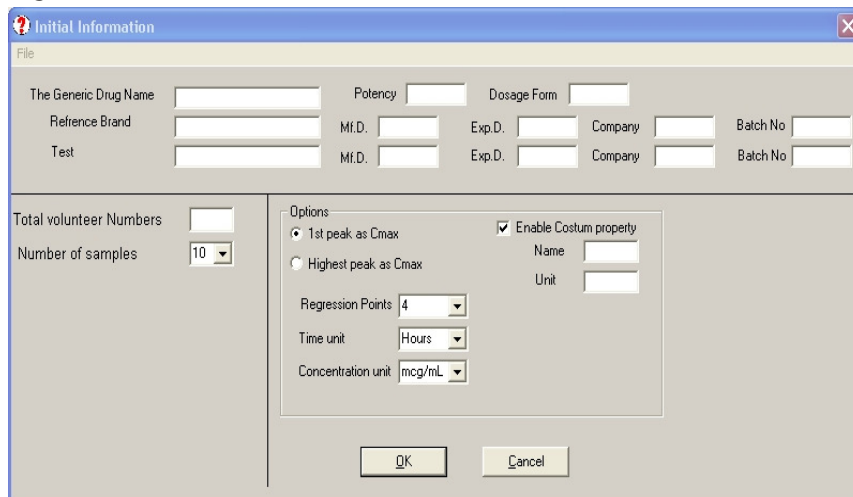 Initial Information
File
The Generic Drug Name Potency Dosage Form
Refrence Brand Mf.D. Exp.D. Company Batch No
Test Mf.D. Exp.D. Company Batch No
Total volunteer Numbers
Number of samples 10
Options
1st peak as Cmax
Highest peak as Cmax
Regression Points 4
Time unit Hours
Concentration unit mcg/mL
Enable Costum property
Name
Unit
OK Cancel